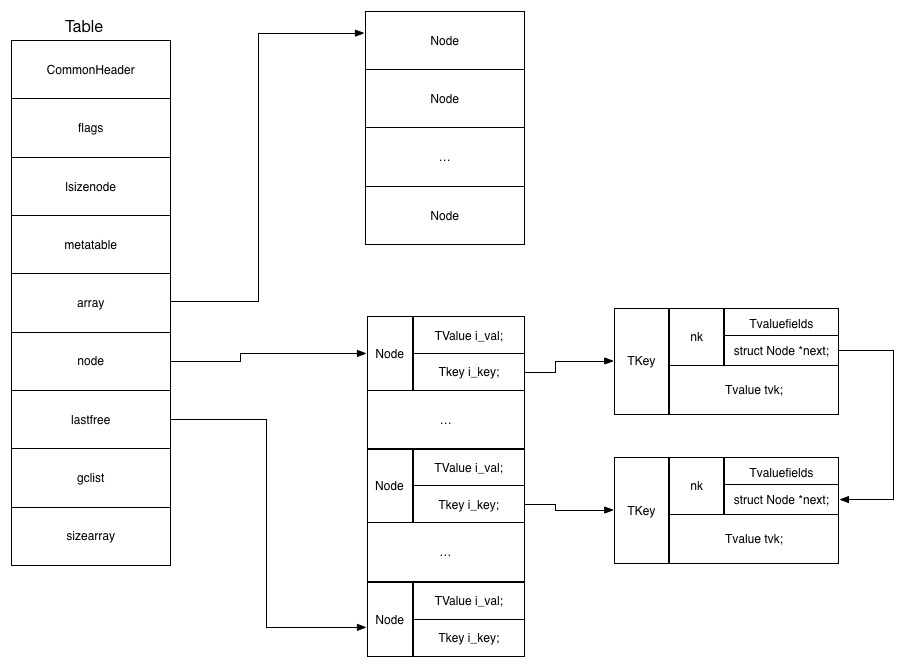 Table
CommonHeader
flags
lsizenode
metatable
array
node
lastfree
gclist
sizearray
Node
Node
...
Node
Node
TValue i_val;
Tkey i_key;
...
Node
TValue i_val;
Tkey i_key;
...
Node
TValue i_val;
Tkey i_key;
TKey
nk
Tvaluefields
struct Node *next;
Tvalue tvk;
TKey
nk
Tvaluefields
struct Node *next;
Tvalue tvk;